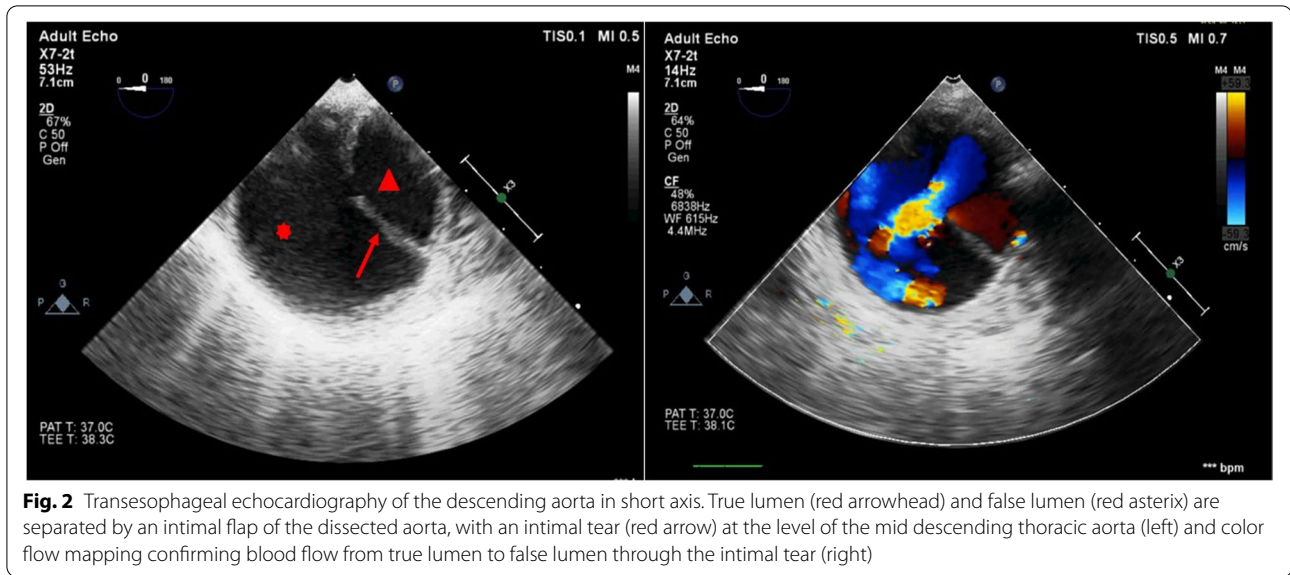 Adult Echo
TIS0.1 MI 0.5
X7-2t
53Hz
7.1cm
0 0 180
P
M4
2D
67%
C 50
P Off
Gen
X3
G
P R
PAT T: 37.0C
TEE T: 38.3C
Adult Echo
TIS0.5 MI 0.7
X7-2t
14Hz
7.1cm
0 0 180
P
M4 M4
2D
64%
C 50
P Off
Gen
CF
48%
6838Hz
WF 615Hz
4.4MHz
cm/s
X3
G
P R
PAT T: 37.0C
TEE T: 38.1C
*** bpm
Fig. 2 Transesophageal echocardiography of the descending aorta in short axis. True lumen (red arrowhead) and false lumen (red asterix) are
separated by an intimal flap of the dissected aorta, with an intimal tear (red arrow) at the level of the mid descending thoracic aorta (left) and color
flow mapping confirming blood flow from true lumen to false lumen through the intimal tear (right)